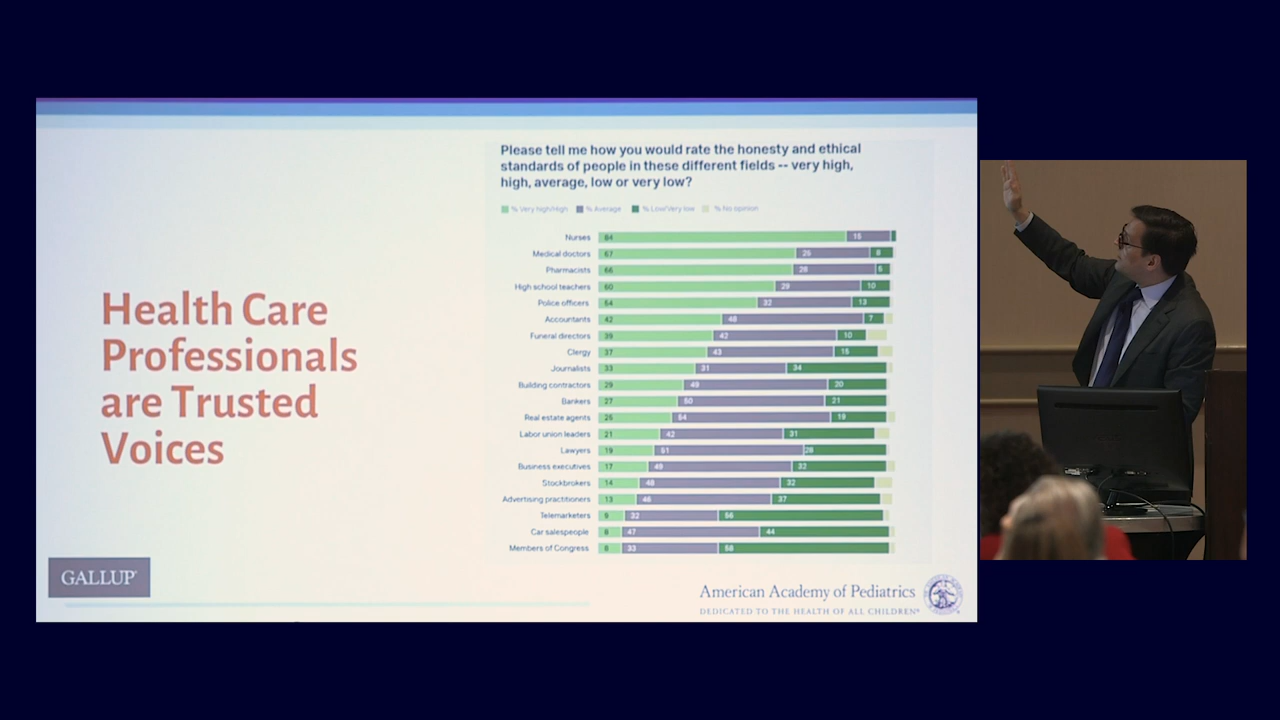 Please tell me how you would rate the honesty and ethical
standards of people in these different fields -- very high,
high, average, low or very low?
% Very high/High % Average % Low/Very low % No opinion
Nurses 84 15
Medical doctors 67 26 8
Pharmacists 66 28 5
High school teachers 60 29 10
Police officers 54 32 13
Accountants 42 48 7
Funeral directors 39 42 10
Clergy 37 43 15
Journalists 33 31 34
Building contractors 29 49 20
Bankers 27 50 21
Real estate agents 25 54 19
Labor union leaders 21 42 31
Lawyers 19 51 28
Business executives 17 49 32
Stockbrokers 14 48 32
Advertising practitioners 13 46 37
Telemarketers 32 56
Car salespeople 8 47 44
Members of Congress 8 33 58
Health Care
Professionals
are Trusted
Voices
GALLUP
American Academy of Pediatrics
DEDICATED TO THE HEALTH OF ALL CHILDREN®